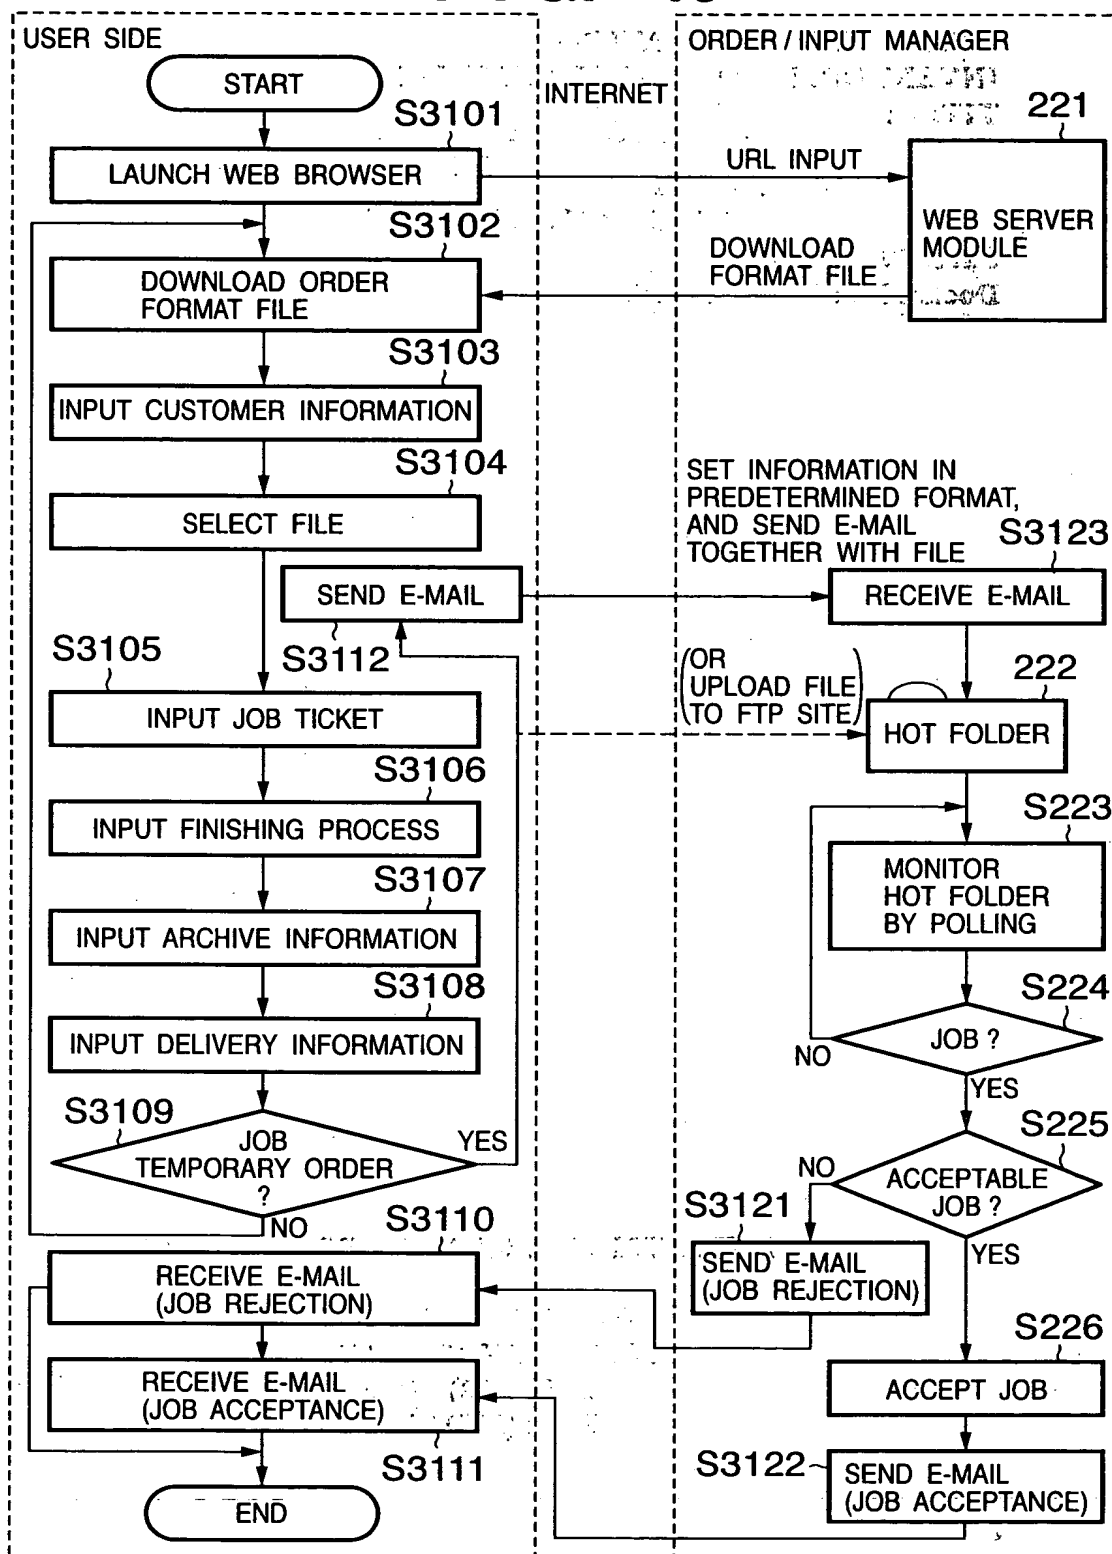 USER SIDE
START
S3101
LAUNCH WEB BROWSER
S3102
DOWNLOAD ORDER
FORMAT FILE
S3103
INPUT CUSTOMER INFORMATION
S3104
SELECT FILE
SEND E-MAIL
S3112
S3105
INPUT JOB TICKET
S3106
INPUT FINISHING PROCESS
S3107
INPUT ARCHIVE INFORMATION
S3108
INPUT DELIVERY INFORMATION
S3109
JOB
TEMPORARY ORDER
?
YES
NO
S3110
RECEIVE E-MAIL
(JOB REJECTION)
RECEIVE E-MAIL
(JOB ACCEPTANCE)
S3111
END
INTERNET
ORDER / INPUT MANAGER
221
URL INPUT
WEB SERVER
MODULE
DOWNLOAD
FORMAT FILE
SET INFORMATION IN
PREDETERMINED FORMAT,
AND SEND E-MAIL
TOGETHER WITH FILE
S3123
RECEIVE E-MAIL
(OR
UPLOAD FILE
TO FTP SITE)
222
HOT FOLDER
S223
MONITOR
HOT FOLDER
BY POLLING
S224
JOB ?
NO
YES
S225
ACCEPTABLE
JOB ?
NO
YES
S3121
SEND E-MAIL
(JOB REJECTION)
S226
ACCEPT JOB
S3122
SEND E-MAIL
(JOB ACCEPTANCE)